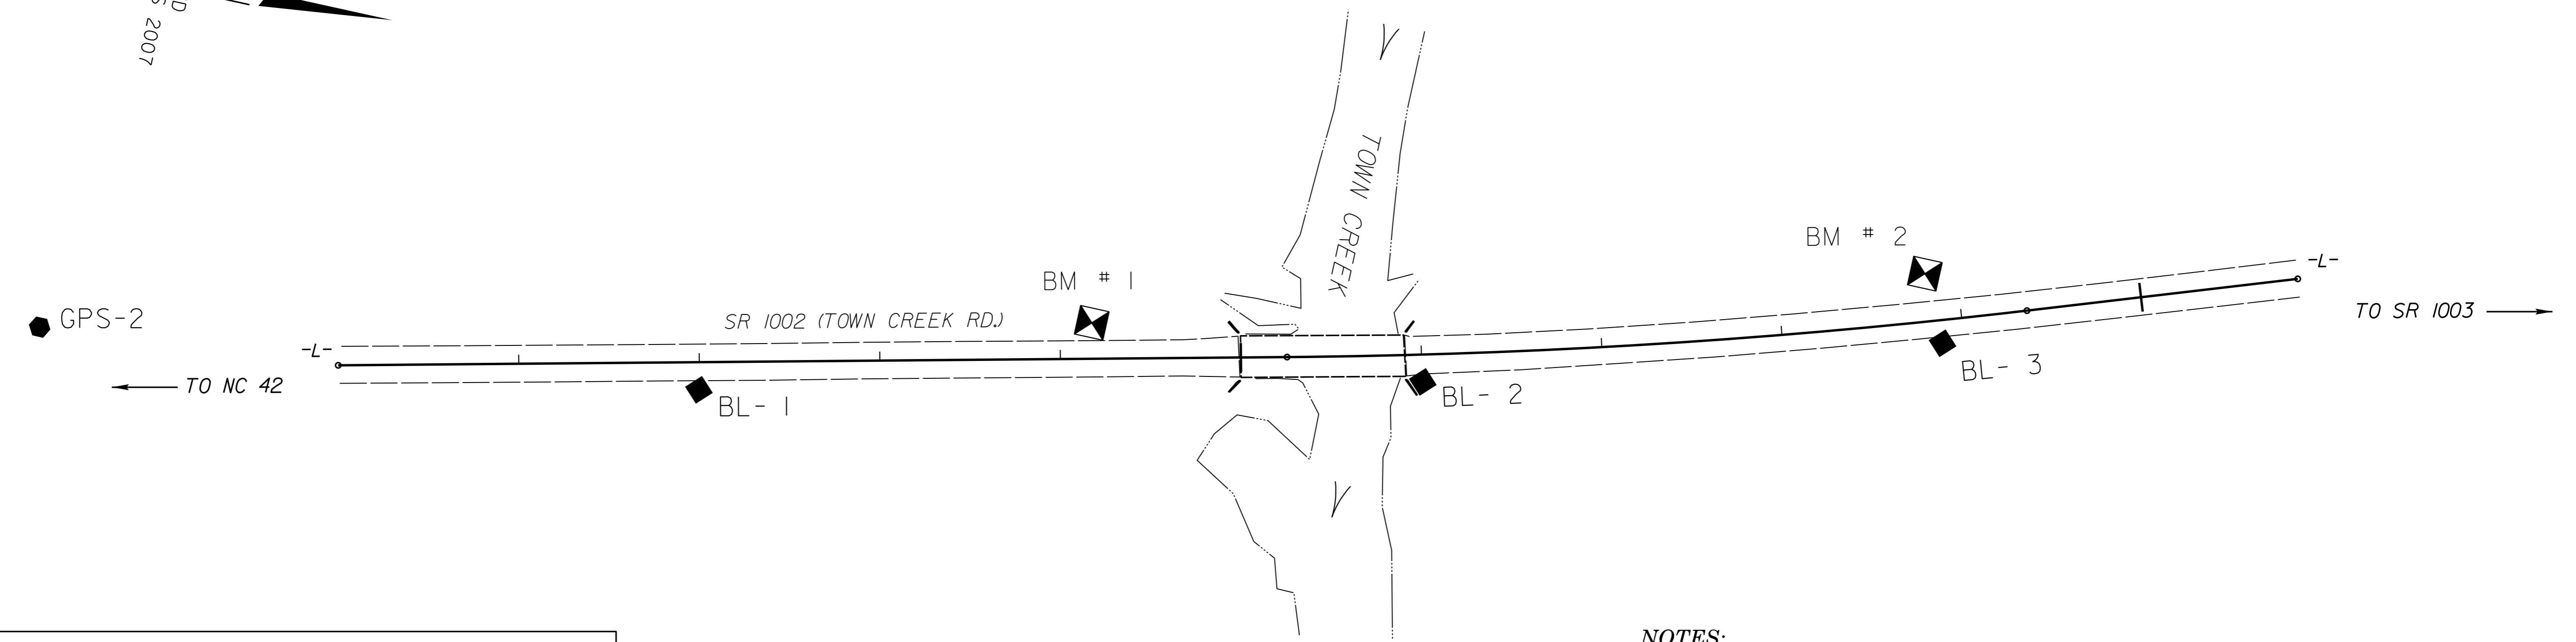 2007
TOWN CREEK
BM # 2
-L-
BM # 1
TO SR 1003
GPS-2
SR 1002 (TOWN CREEK RD.)
-L-
TO NC 42
BL- 1
BL- 2
BL- 3
NOTES: